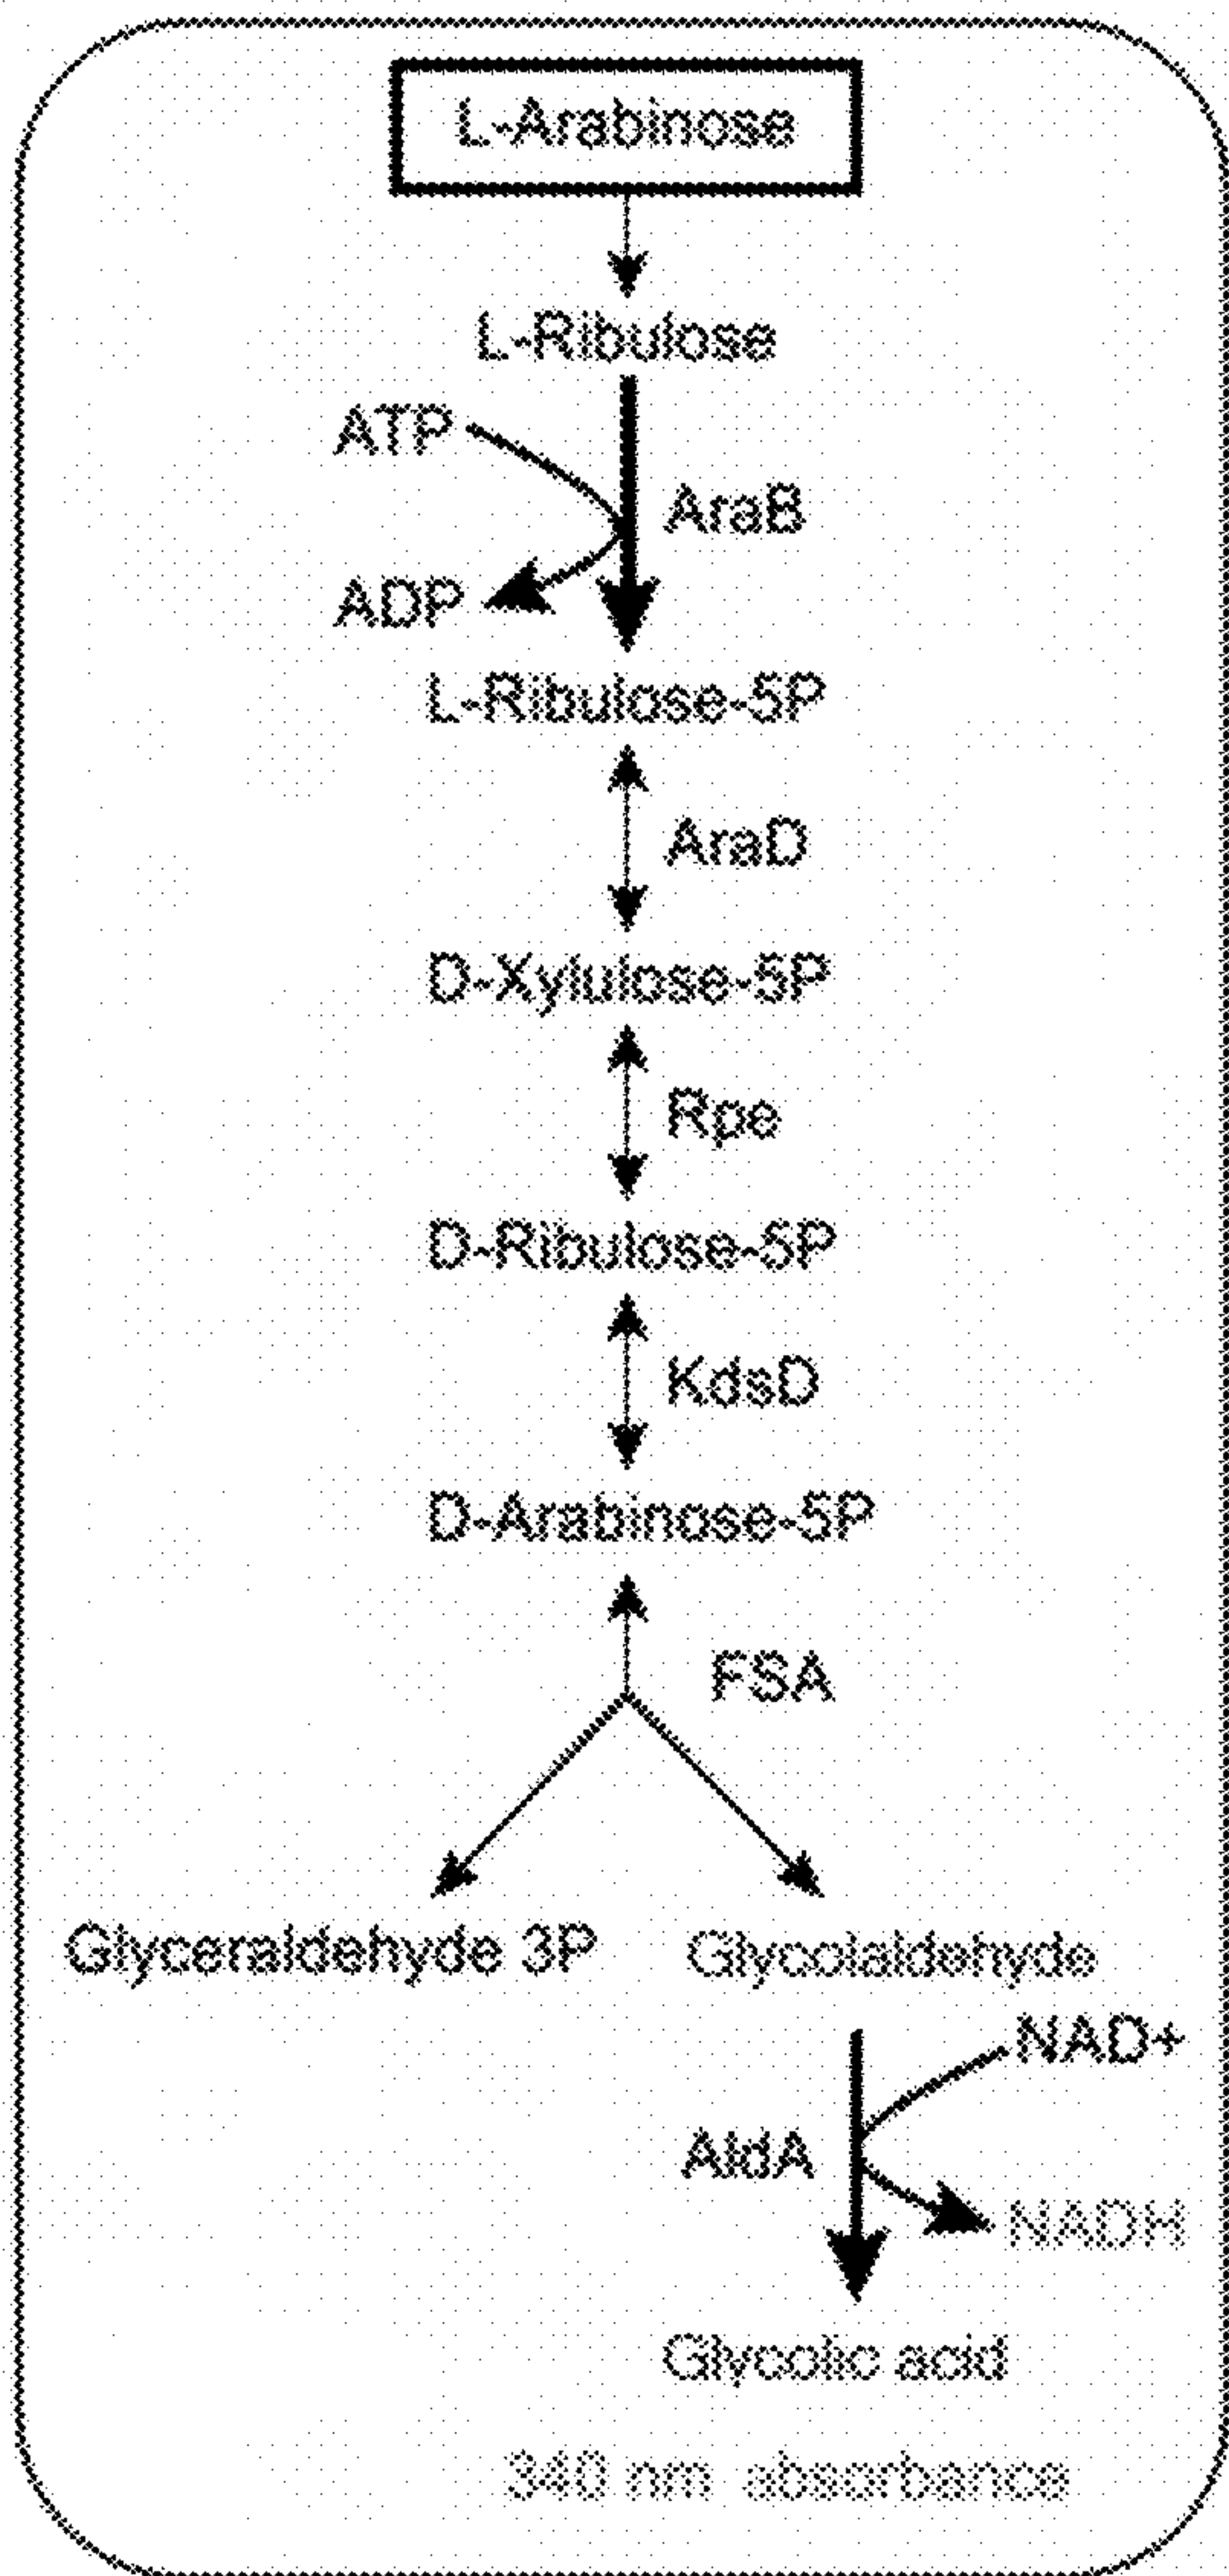 L-Arabinose
L-Ribulose
ATP
AraB
ADP
L-Ribulose-5P
AraD
D-Xylulose-5P
Rpe
D-Ribulose-5P
KdsD
D-Arabinose-5P
FSA
Glyceraldehyde 3P
Glycolaldehyde
NAD+
AldA
NADH
Glycolic acid
340 nm absorbance